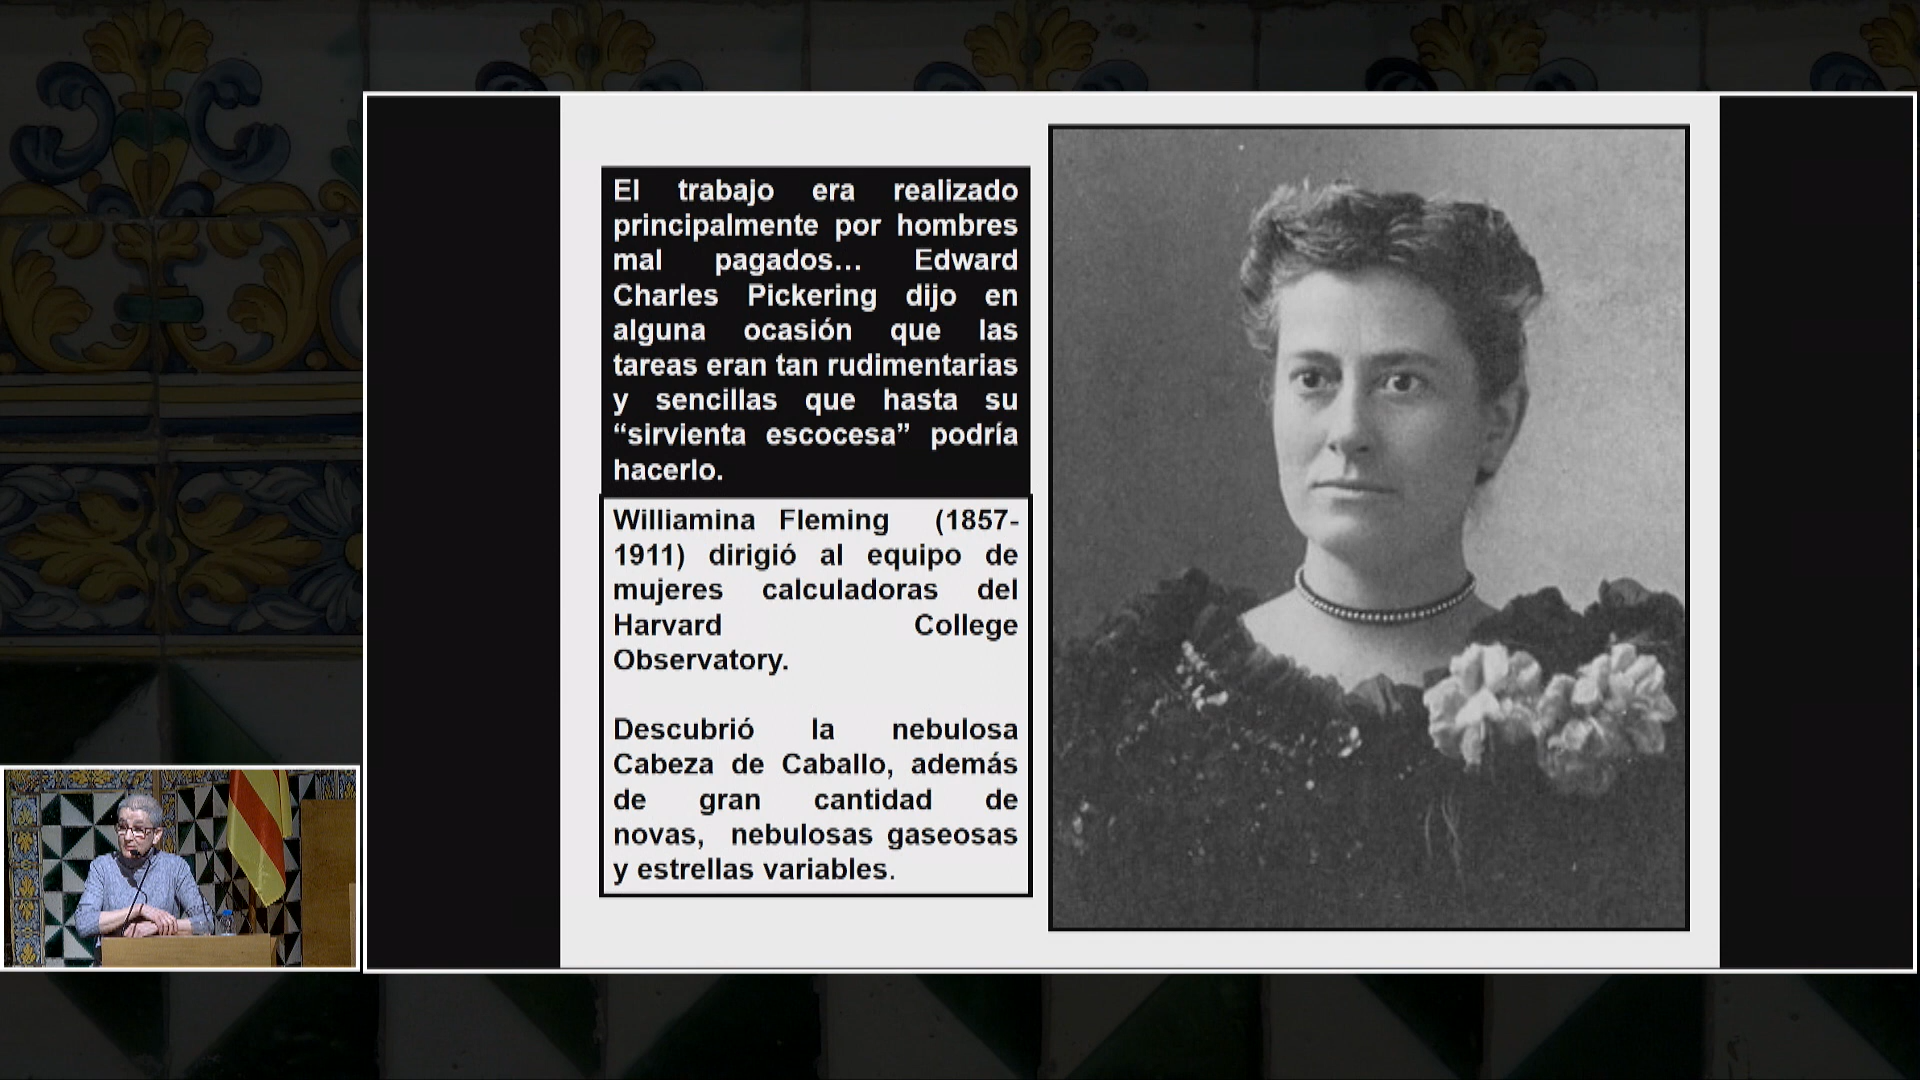 El trabajo era realizado
principalmente por hombres
mal pagados... Edward
Charles Pickering dijo en
alguna ocasión que las
tareas eran tan rudimentarias
y sencillas que hasta su
“sirvienta escocesa” podría
hacerlo.
Williamina Fleming (1857-
1911) dirigió al equipo de
mujeres calculadoras del
Harvard College
Observatory.
Descubrió la nebulosa
Cabeza de Caballo, además
de gran cantidad de
novas, nebulosas gaseosas
y estrellas variables.